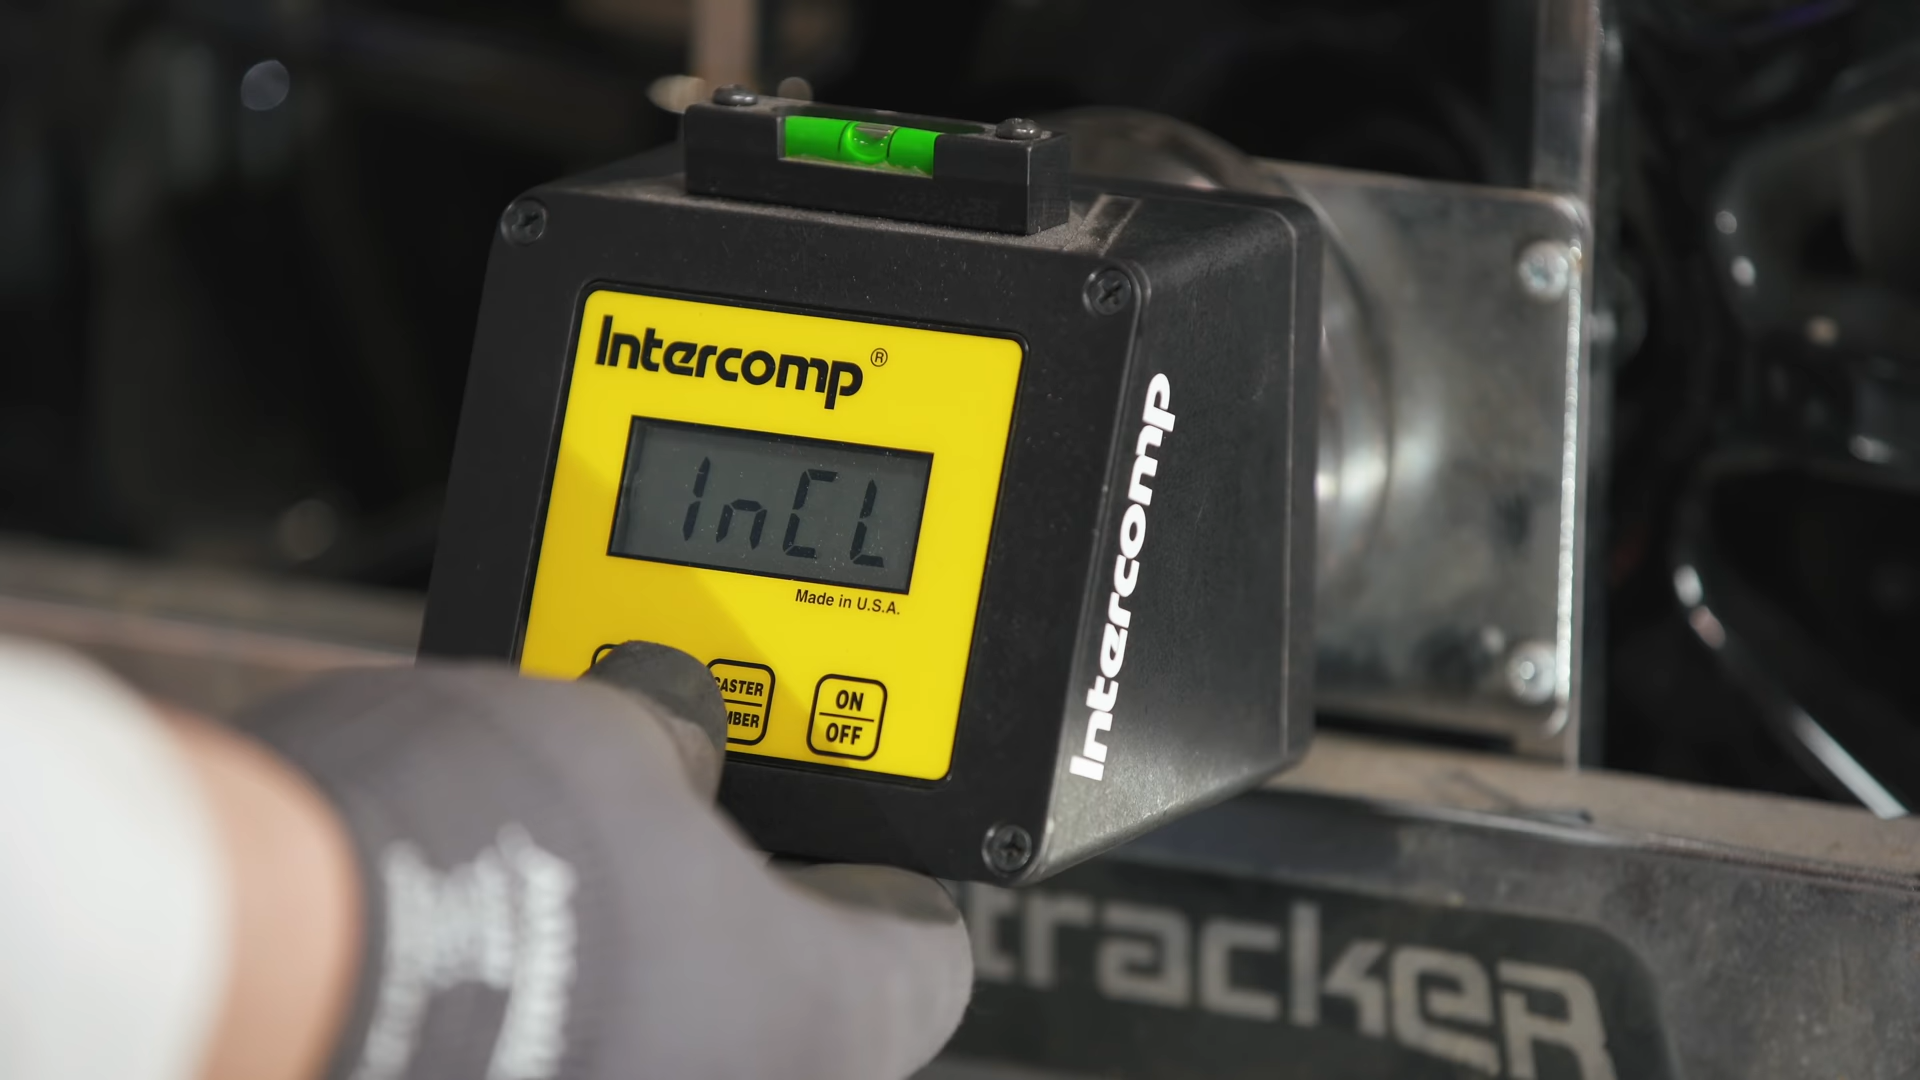 Intercomp®
InCL
Made in U.S.A.
CASTER
MBER
ON
OFF
Intercomp
tracker